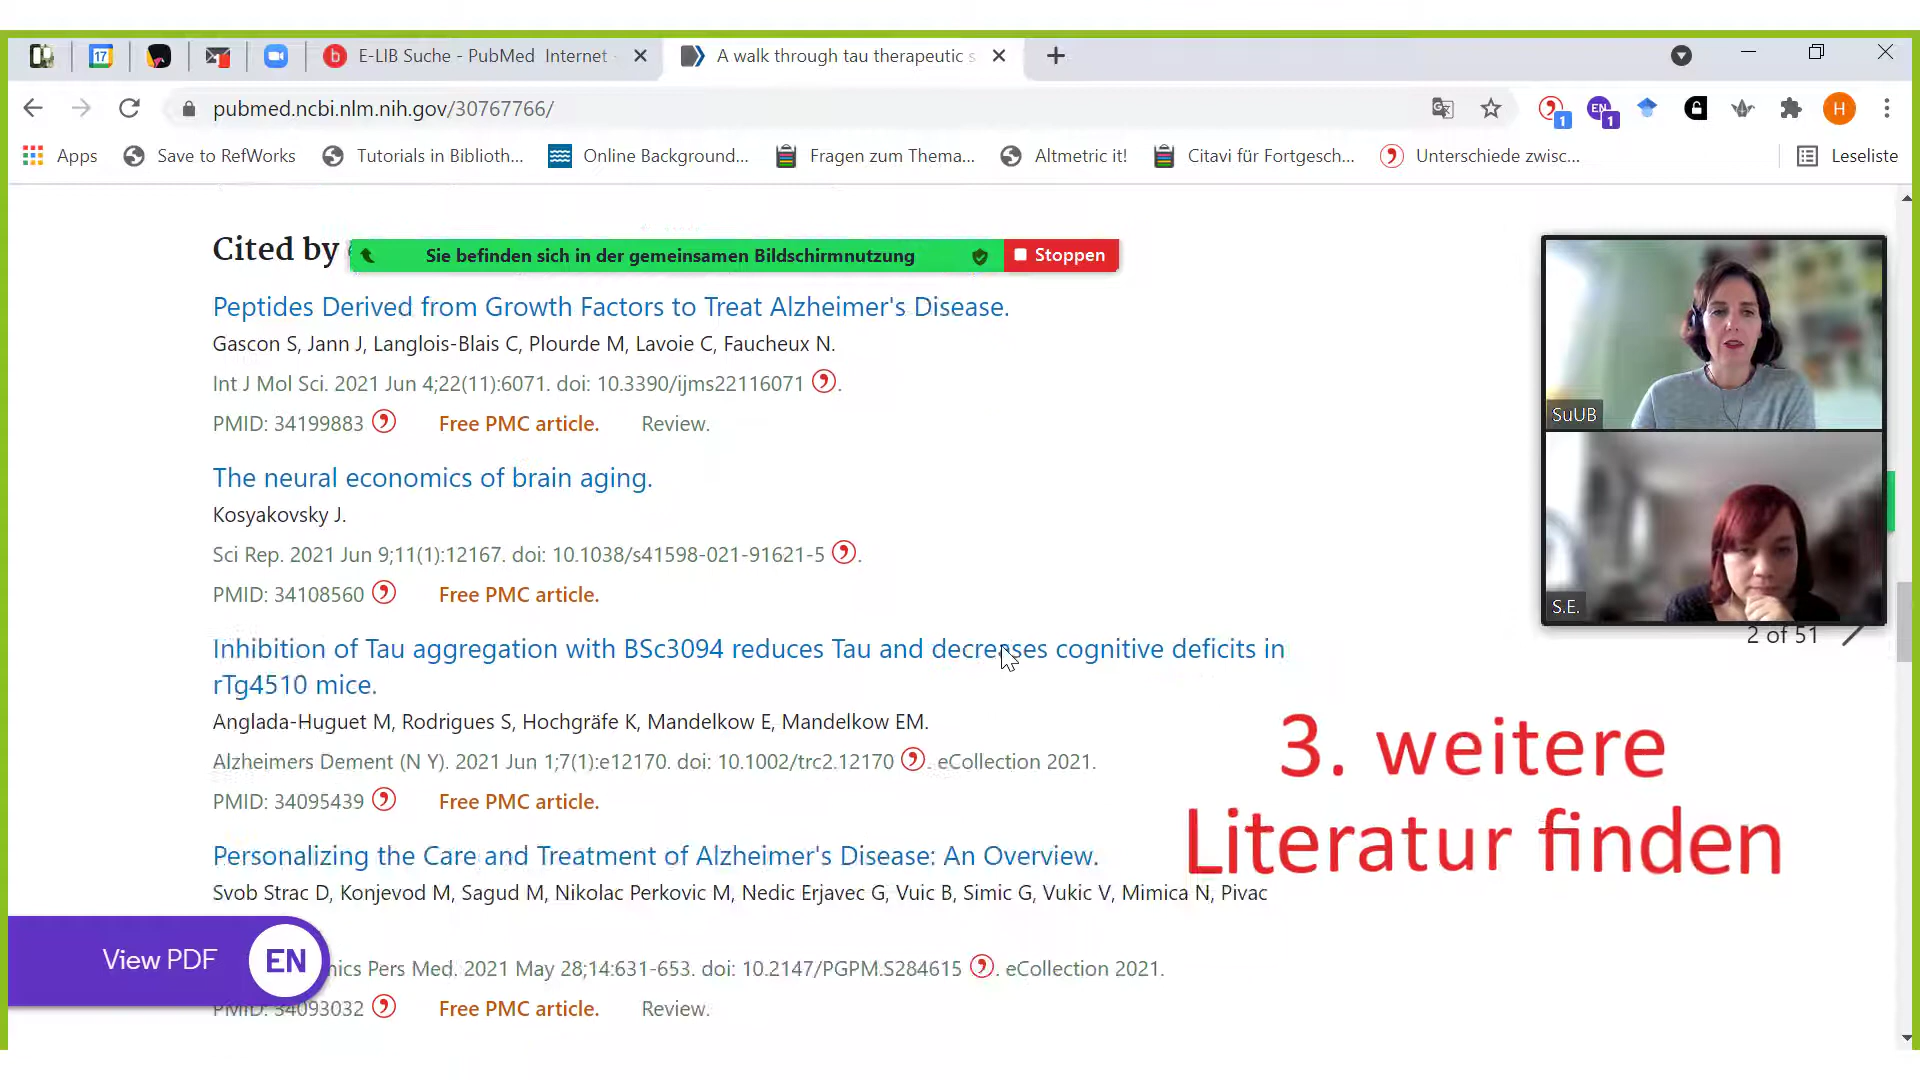 17
E-LIB Suche - PubMed Internet
A walk through tau therapeutic s
pubmed.ncbi.nlm.nih.gov/30767766/
1
EN
1
H
Apps
Save to RefWorks
Tutorials in Biblioth...
Online Background...
Fragen zum Thema...
Altmetric it!
Citavi für Fortgesch...
Unterschiede zwisc...
Leseliste
Cited by
Sie befinden sich in der gemeinsamen Bildschirmnutzung
Stoppen
Peptides Derived from Growth Factors to Treat Alzheimer's Disease.
Gascon S, Jann J, Langlois-Blais C, Plourde M, Lavoie C, Faucheux N.
Int J Mol Sci. 2021 Jun 4;22(11):6071. doi: 10.3390/ijms22116071 .
PMID: 34199883 Free PMC article. Review.
The neural economics of brain aging.
Kosyakovsky J.
Sci Rep. 2021 Jun 9;11(1):12167. doi: 10.1038/s41598-021-91621-5 .
PMID: 34108560 Free PMC article.
Inhibition of Tau aggregation with BSc3094 reduces Tau and decreases cognitive deficits in
rTg4510 mice.
Anglada-Huguet M, Rodrigues S, Hochgräfe K, Mandelkow E, Mandelkow EM.
Alzheimers Dement (N Y). 2021 Jun 1;7(1):e12170. doi: 10.1002/trc2.12170 . eCollection 2021.
PMID: 34095439 Free PMC article.
Personalizing the Care and Treatment of Alzheimer's Disease: An Overview.
Svob Strac D, Konjevod M, Sagud M, Nikolac Perkovic M, Nedic Erjavec G, Vuic B, Simic G, Vukic V, Mimica N, Pivac
nics Pers Med. 2021 May 28;14:631-653. doi: 10.2147/PGPM.S284615 . eCollection 2021.
PMID: 34093032 Free PMC article. Review.
View PDF
EN
SuUB
S.E.
2 of 51
3. weitere
Literatur finden